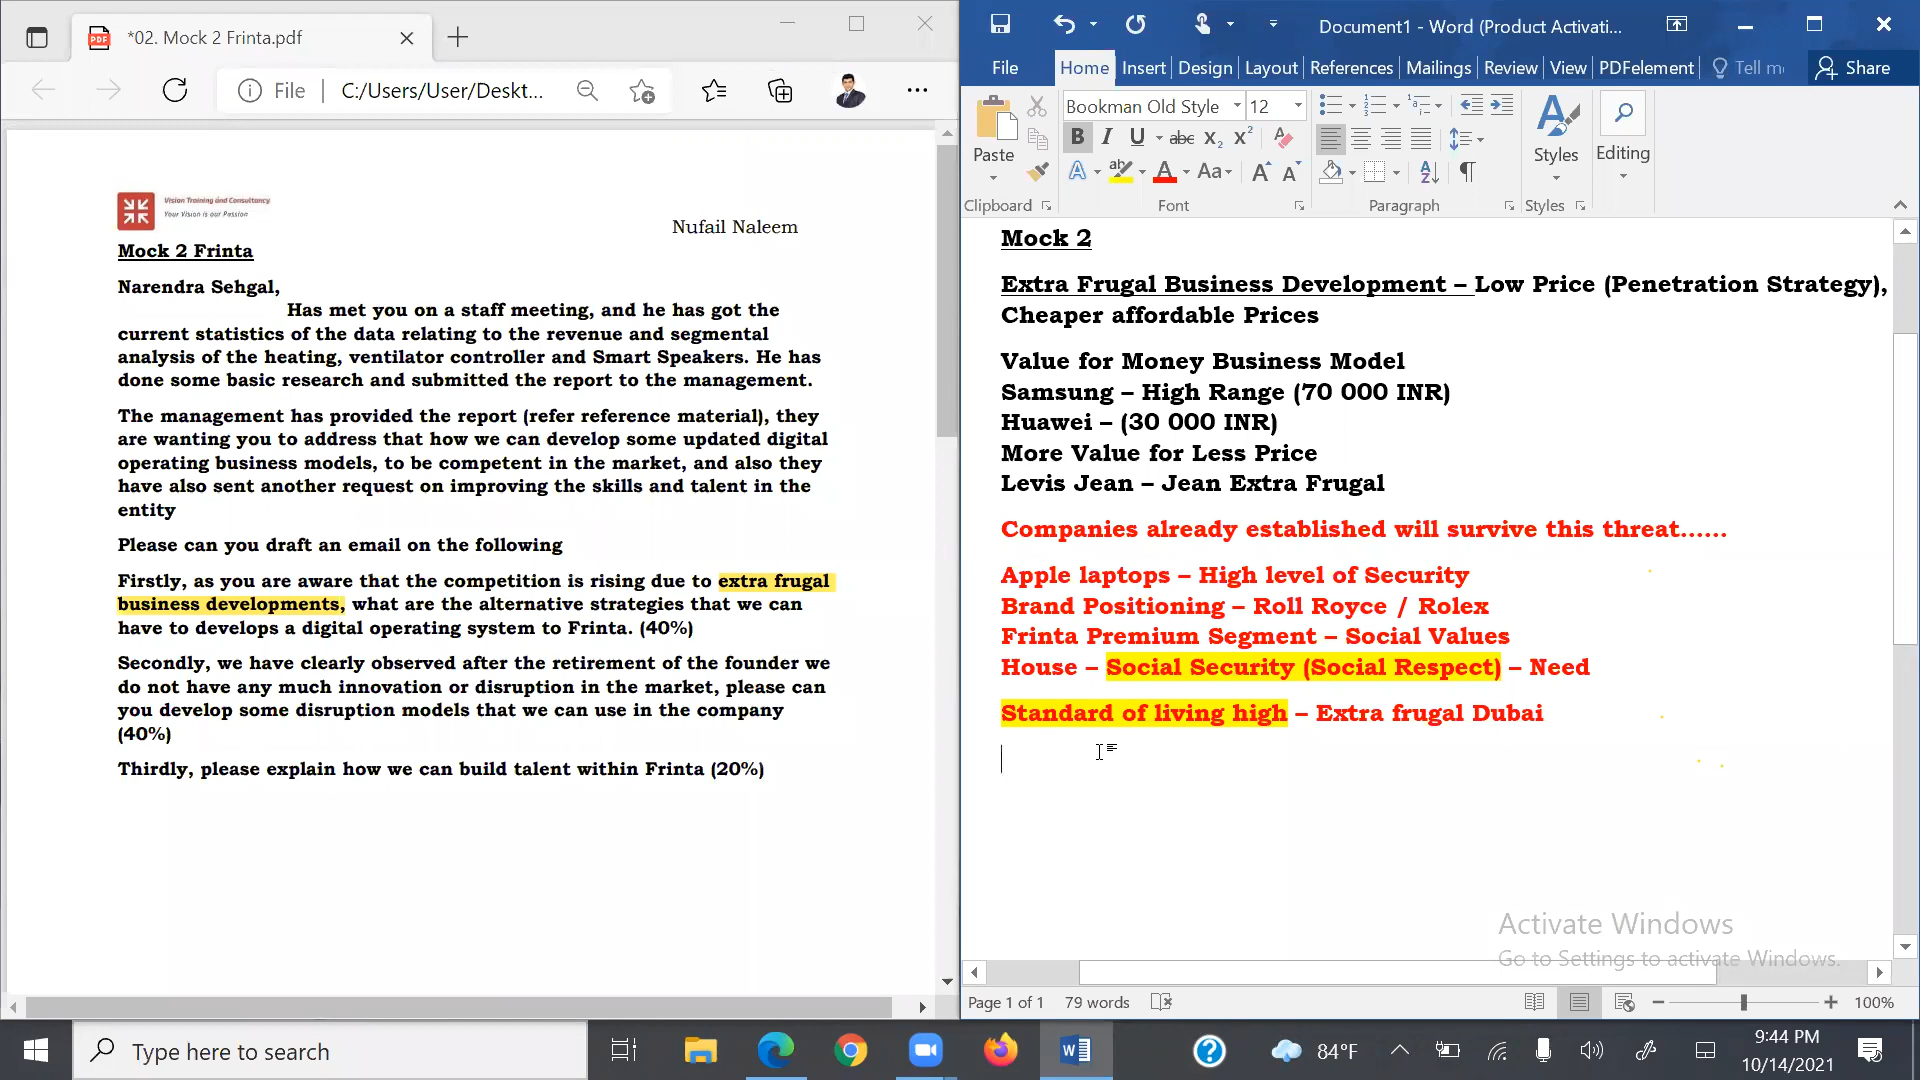 *02. Mock 2 Frinta.pdf
File
C:/Users/User/Deskt...
Vision Training and Consultancy
Your Vision is our Passion
Nufail Naleem
Mock 2 Frinta
Narendra Sehgal,
Has met you on a staff meeting, and he has got the
current statistics of the data relating to the revenue and segmental
analysis of the heating, ventilator controller and Smart Speakers. He has
done some basic research and submitted the report to the management.
The management has provided the report (refer reference material), they
are wanting you to address that how we can develop some updated digital
operating business models, to be competent in the market, and also they
have also sent another request on improving the skills and talent in the
entity
Please can you draft an email on the following
Firstly, as you are aware that the competition is rising due to extra frugal
business developments, what are the alternative strategies that we can
have to develops a digital operating system to Frinta. (40%)
Secondly, we have clearly observed after the retirement of the founder we
do not have any much innovation or disruption in the market, please can
you develop some disruption models that we can use in the company
(40%)
Thirdly, please explain how we can build talent within Frinta (20%)
Document1 - Word (Product Activati...
File Home Insert Design Layout References Mailings Review View PDFelement Tell me Share
Bookman Old Style 12
Paste
Styles
Editing
Clipboard Font Paragraph Styles
Mock 2
Extra Frugal Business Development – Low Price (Penetration Strategy),
Cheaper affordable Prices
Value for Money Business Model
Samsung – High Range (70 000 INR)
Huawei – (30 000 INR)
More Value for Less Price
Levis Jean – Jean Extra Frugal
Companies already established will survive this threat......
Apple laptops – High level of Security
Brand Positioning – Roll Royce / Rolex
Frinta Premium Segment – Social Values
House – Social Security (Social Respect) – Need
Standard of living high – Extra frugal Dubai
Activate Windows
Go to Settings to activate Windows.
Page 1 of 1 79 words 100%
Type here to search
84°F
9:44 PM
10/14/2021